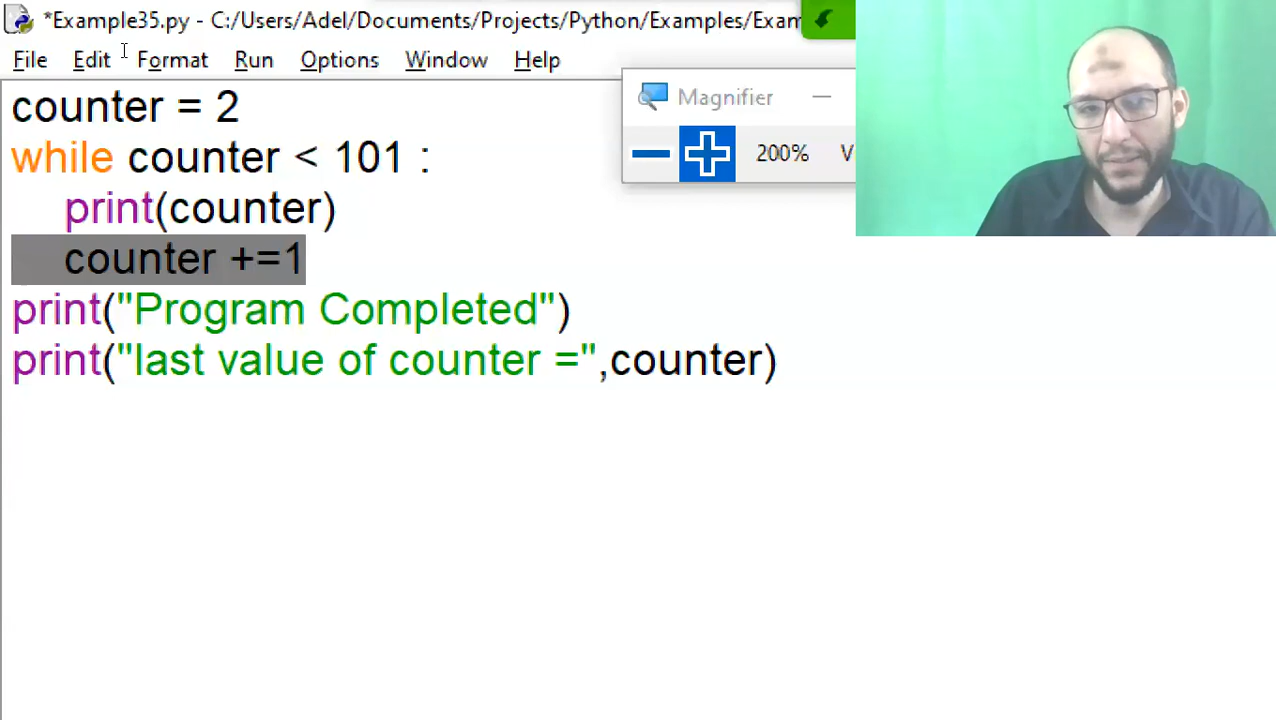 *Example35.py - C:/Users/Adel/Documents/Projects/Python/Examples/Exam
File Edit Format Run Options Window Help
Magnifier
200%
counter = 2
while counter < 101 :
    print(counter)
    counter +=1
print("Program Completed")
print("last value of counter =",counter)